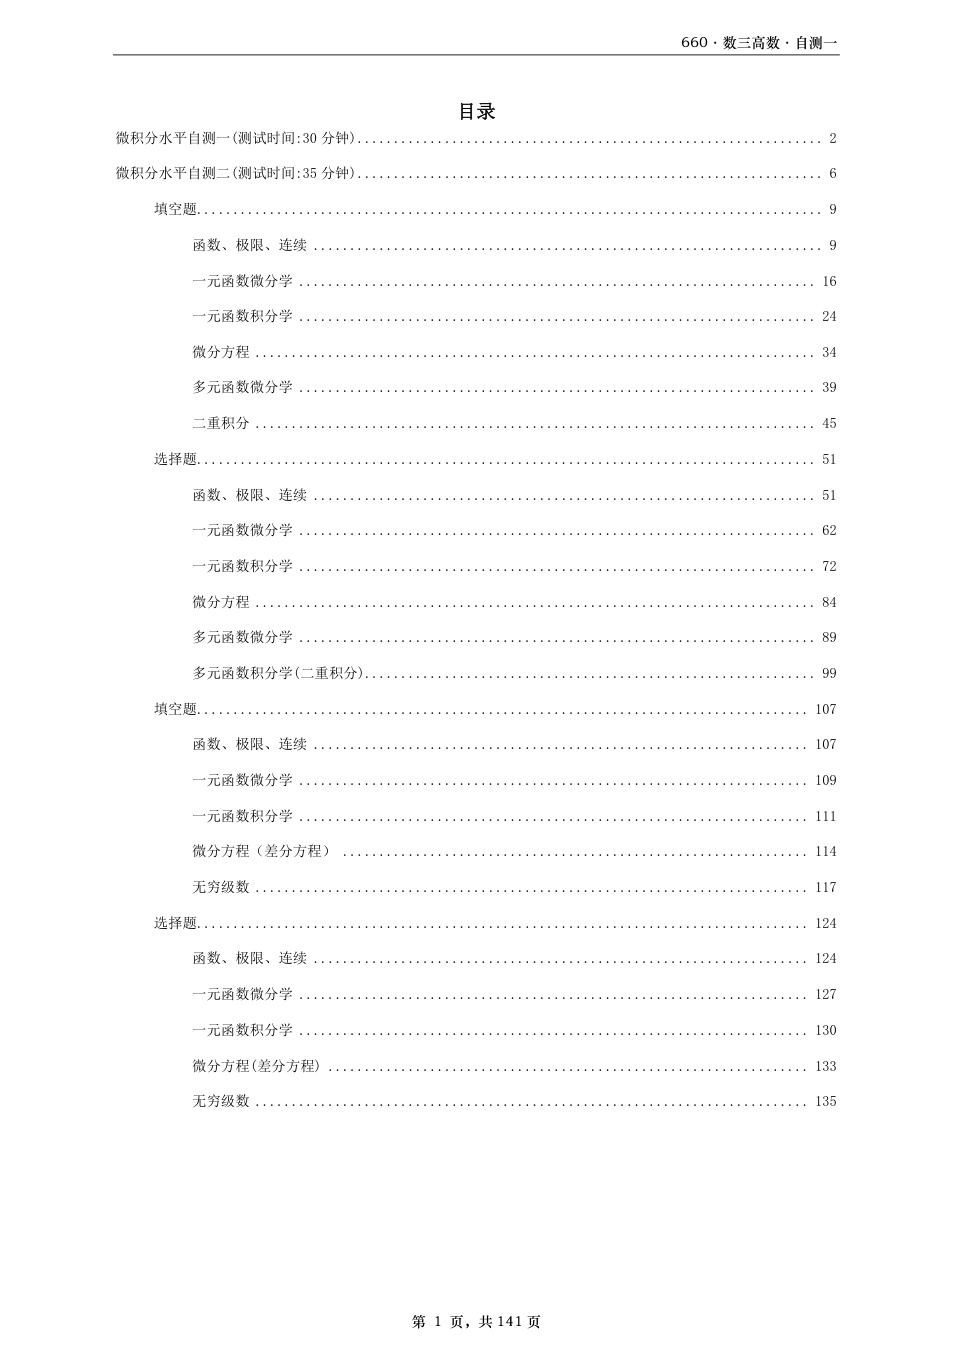 660·数三高数·自测一
目录
微积分水平自测一(测试时间:30 分钟)................................................................ 2
微积分水平自测二(测试时间:35 分钟)................................................................ 6
填空题...................................................................................... 9
函数、极限、连续 ...................................................................... 9
一元函数微分学 ....................................................................... 16
一元函数积分学 ....................................................................... 24
微分方程 ............................................................................. 34
多元函数微分学 ....................................................................... 39
二重积分 ............................................................................. 45
选择题..................................................................................... 51
函数、极限、连续 ..................................................................... 51
一元函数微分学 ....................................................................... 62
一元函数积分学 ....................................................................... 72
微分方程 ............................................................................. 84
多元函数微分学 ....................................................................... 89
多元函数积分学(二重积分).............................................................. 99
填空题.................................................................................... 107
函数、极限、连续 .................................................................... 107
一元函数微分学 ...................................................................... 109
一元函数积分学 ...................................................................... 111
微分方程（差分方程） ................................................................ 114
无穷级数 ............................................................................ 117
选择题.................................................................................... 124
函数、极限、连续 .................................................................... 124
一元函数微分学 ...................................................................... 127
一元函数积分学 ...................................................................... 130
微分方程(差分方程) .................................................................. 133
无穷级数 ............................................................................ 135
第 1 页，共 141 页